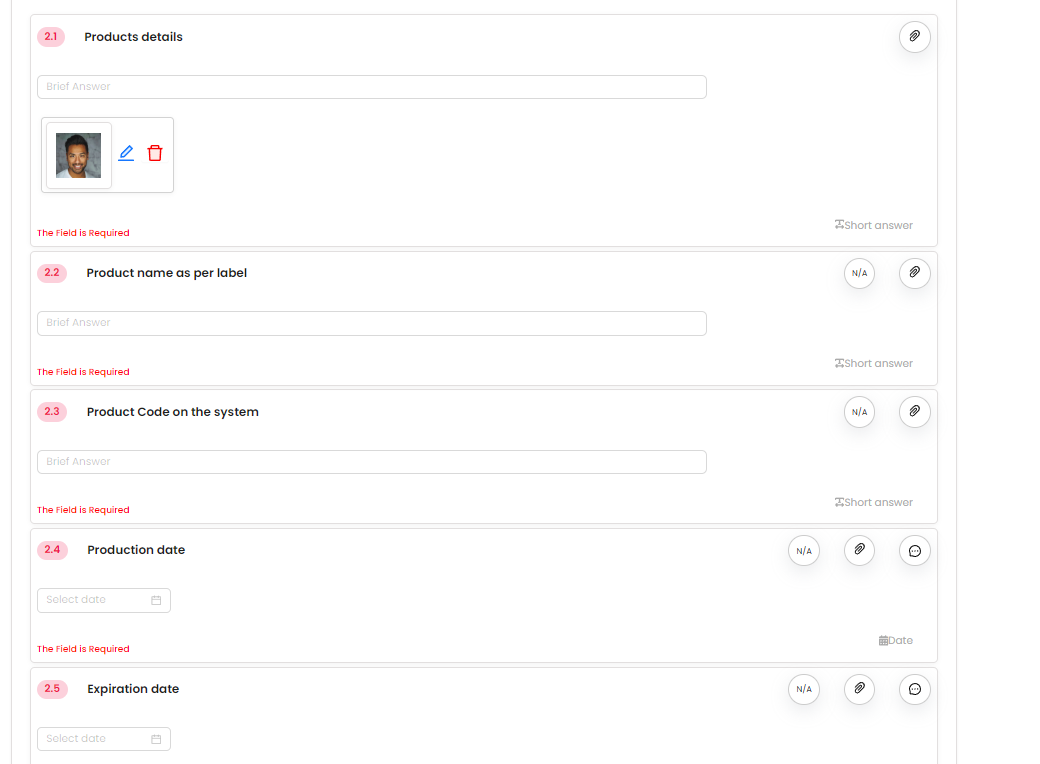 2.1 Products details
Brief Answer
The Field is Required
Short answer
2.2 Product name as per label N/A
Brief Answer
The Field is Required
Short answer
2.3 Product Code on the system N/A
Brief Answer
The Field is Required
Short answer
2.4 Production date N/A
Select date
The Field is Required
Date
2.5 Expiration date N/A
Select date